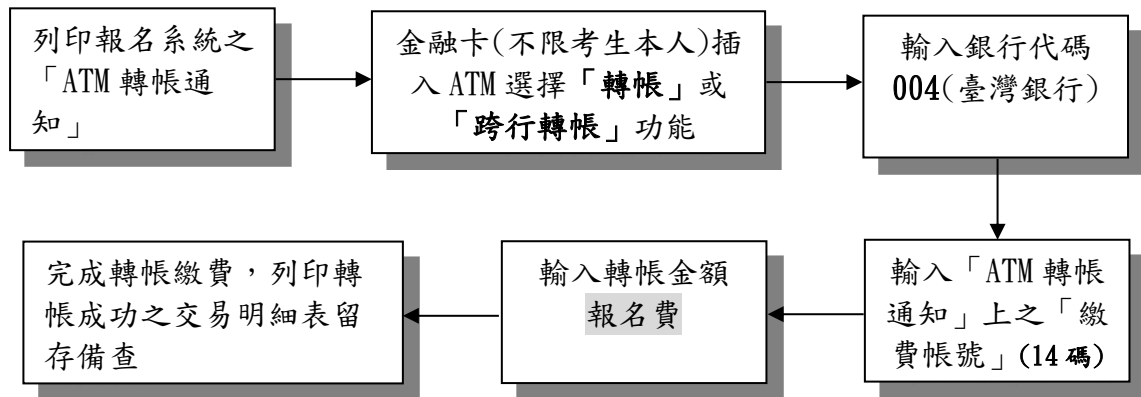 列印報名系統之
「ATM 轉帳通
知」
金融卡(不限考生本人)插
入 ATM 選擇「轉帳」或
「跨行轉帳」功能
輸入銀行代碼
004(臺灣銀行)
輸入「ATM 轉帳
通知」上之「繳
費帳號」(14 碼)
輸入轉帳金額
報名費
完成轉帳繳費，列印轉
帳成功之交易明細表留
存備查